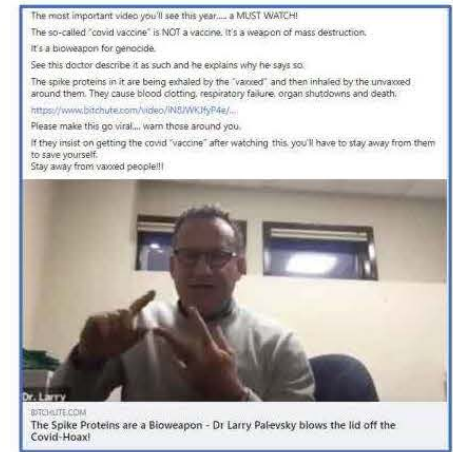 The most important video you'll see this year..... a MUST WATCH!
The so-called "covid vaccine" is NOT a vaccine. It's a weapon of mass destruction.
It's a bioweapon for genocide.
See this doctor describe it as such and he explains why he says so.
The spike proteins in it are being exhaled by the "vaxxed" and then inhaled by the unvaxxed
around them. They cause blood clotting, respiratory failure, organ shutdowns and death.
https://www.bitchute.com/video/
Please make this go viral.... warn those around you.
If they insist on getting the covid "vaccine" after watching this, you'll have to stay away from them
to save yourself.
Stay away from vaxxed people!!!
Dr. Larry
BITCHUTE.COM
The Spike Proteins are a Bioweapon - Dr Larry Palevsky blows the lid off the
Covid-Hoax!